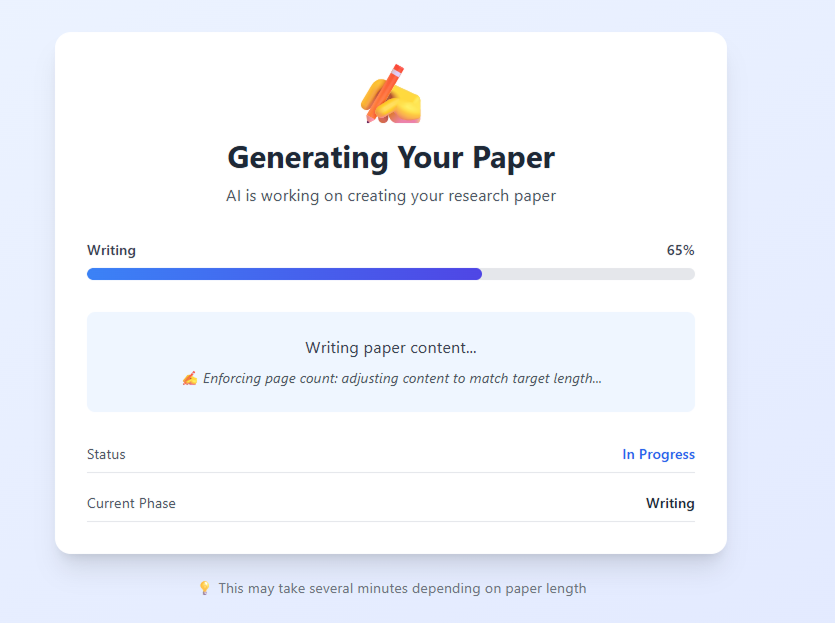 Generating Your Paper
AI is working on creating your research paper
Writing 65%
Writing paper content...
✍️ Enforcing page count: adjusting content to match target length...
Status In Progress
Current Phase Writing
💡 This may take several minutes depending on paper length